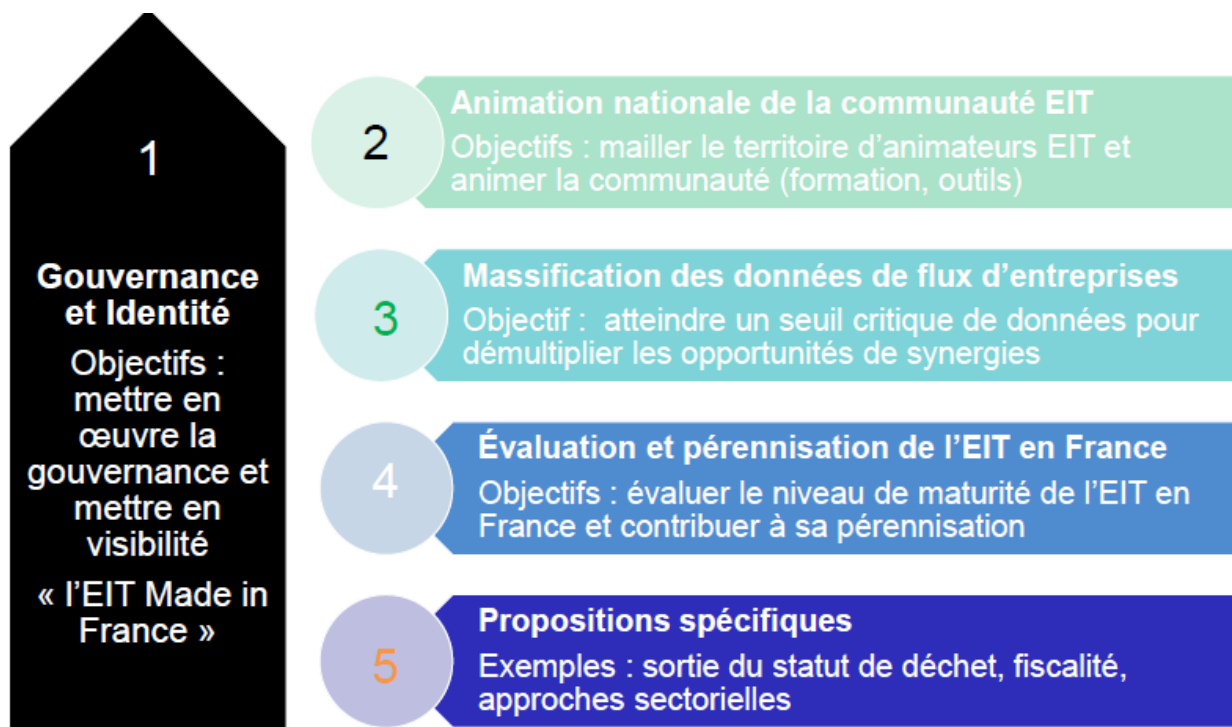 1
Gouvernance
et Identité
Objectifs :
mettre en
œuvre la
gouvernance et
mettre en
visibilité
« l’EIT Made in
France »
2
Animation nationale de la communauté EIT
Objectifs : mailler le territoire d’animateurs EIT et
animer la communauté (formation, outils)
3
Massification des données de flux d’entreprises
Objectif :  atteindre un seuil critique de données pour
démultiplier les opportunités de synergies
4
Évaluation et pérennisation de l’EIT en France
Objectifs : évaluer le niveau de maturité de l’EIT en
France et contribuer à sa pérennisation
5
Propositions spécifiques
Exemples : sortie du statut de déchet, fiscalité,
approches sectorielles